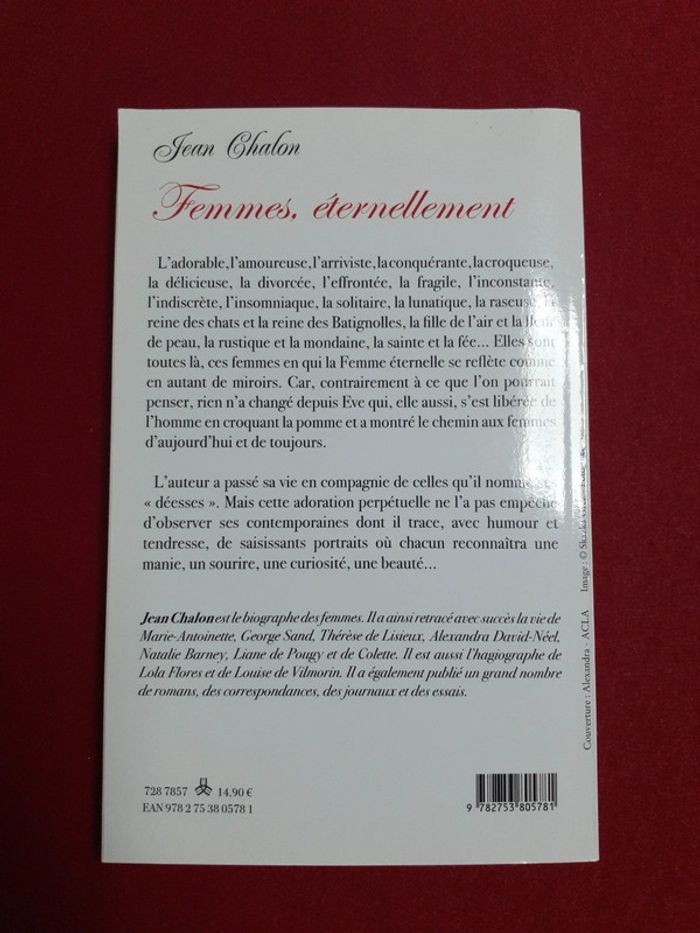 Jean Chalon
Femmes, éternellement
L'adorable, l'amoureuse, l'arriviste, la conquérante, la croqueuse,
la délicieuse, la divorcée, l'effrontée, la fragile, l'inconstante,
l'indiscrète, l'insomniaque, la solitaire, la lunatique, la raseuse, la
reine des chats et la reine des Batignolles, la fille de l'air et la fleur
de peau, la rustique et la mondaine, la sainte et la fée... Elles sont
toutes là, ces femmes en qui la Femme éternelle se reflète comme
en autant de miroirs. Car, contrairement à ce que l'on pourrait
penser, rien n'a changé depuis Eve qui, elle aussi, s'est libérée de
l'homme en croquant la pomme et a montré le chemin aux femmes
d'aujourd'hui et de toujours.
L'auteur a passé sa vie en compagnie de celles qu'il nomme ses
« déesses ». Mais cette adoration perpétuelle ne l'a pas empêché
d'observer ses contemporaines dont il trace, avec humour et
tendresse, de saisissants portraits où chacun reconnaîtra une
manie, un sourire, une curiosité, une beauté...
Jean Chalon est le biographe des femmes. Il a ainsi retracé avec succès la vie de
Marie-Antoinette, George Sand, Thérèse de Lisieux, Alexandra David-Néel,
Natalie Barney, Liane de Pougy et de Colette. Il est aussi l'hagiographe de
Lola Flores et de Louise de Vilmorin. Il a également publié un grand nombre
de romans, des correspondances, des journaux et des essais.
728 7857 14,90 €
EAN 978 2 75 38 0578 1
9 782753 805781
Couverture : Alexandra - ACLA Image : ©